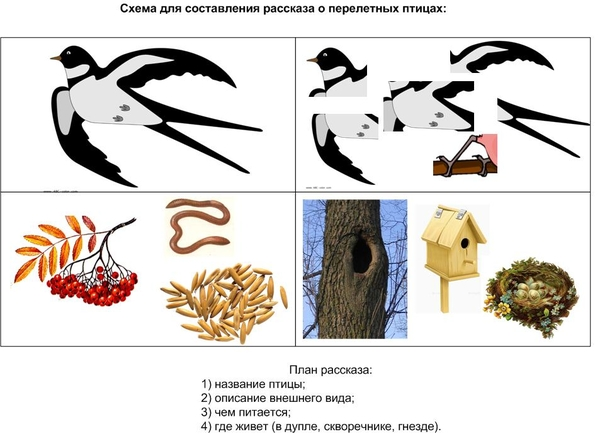 Схема для составления рассказа о перелетных птицах:
План рассказа:
1) название птицы;
2) описание внешнего вида;
3) чем питается;
4) где живет (в дупле, скворечнике, гнезде).